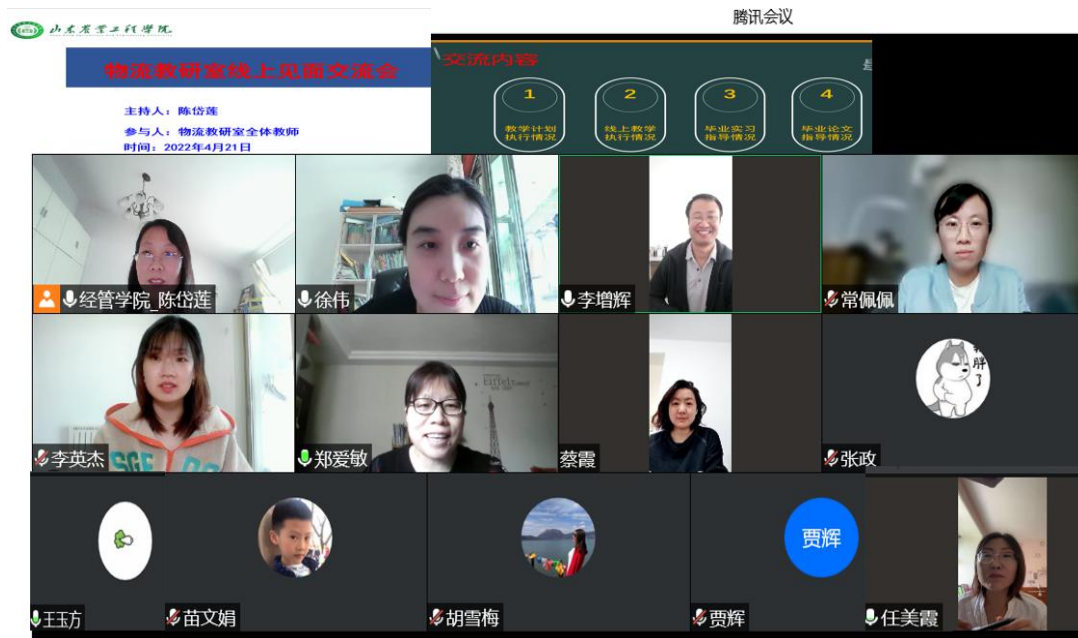 腾讯会议
山东农业工程学院
物流教研室线上见面交流会
主持人：陈岱莲
参与人：物流教研室全体教师
时间：2022年4月21日
交流内容
1
教学计划
执行情况
2
线上教学
执行情况
3
毕业实习
指导情况
4
毕业论文
指导情况
经管学院_陈岱莲
徐伟
李增辉
常佩佩
Eiffel
李英杰
郑爱敏
蔡霞
胖了
张政
王玉方
苗文娟
胡雪梅
贾辉
贾辉
任美霞